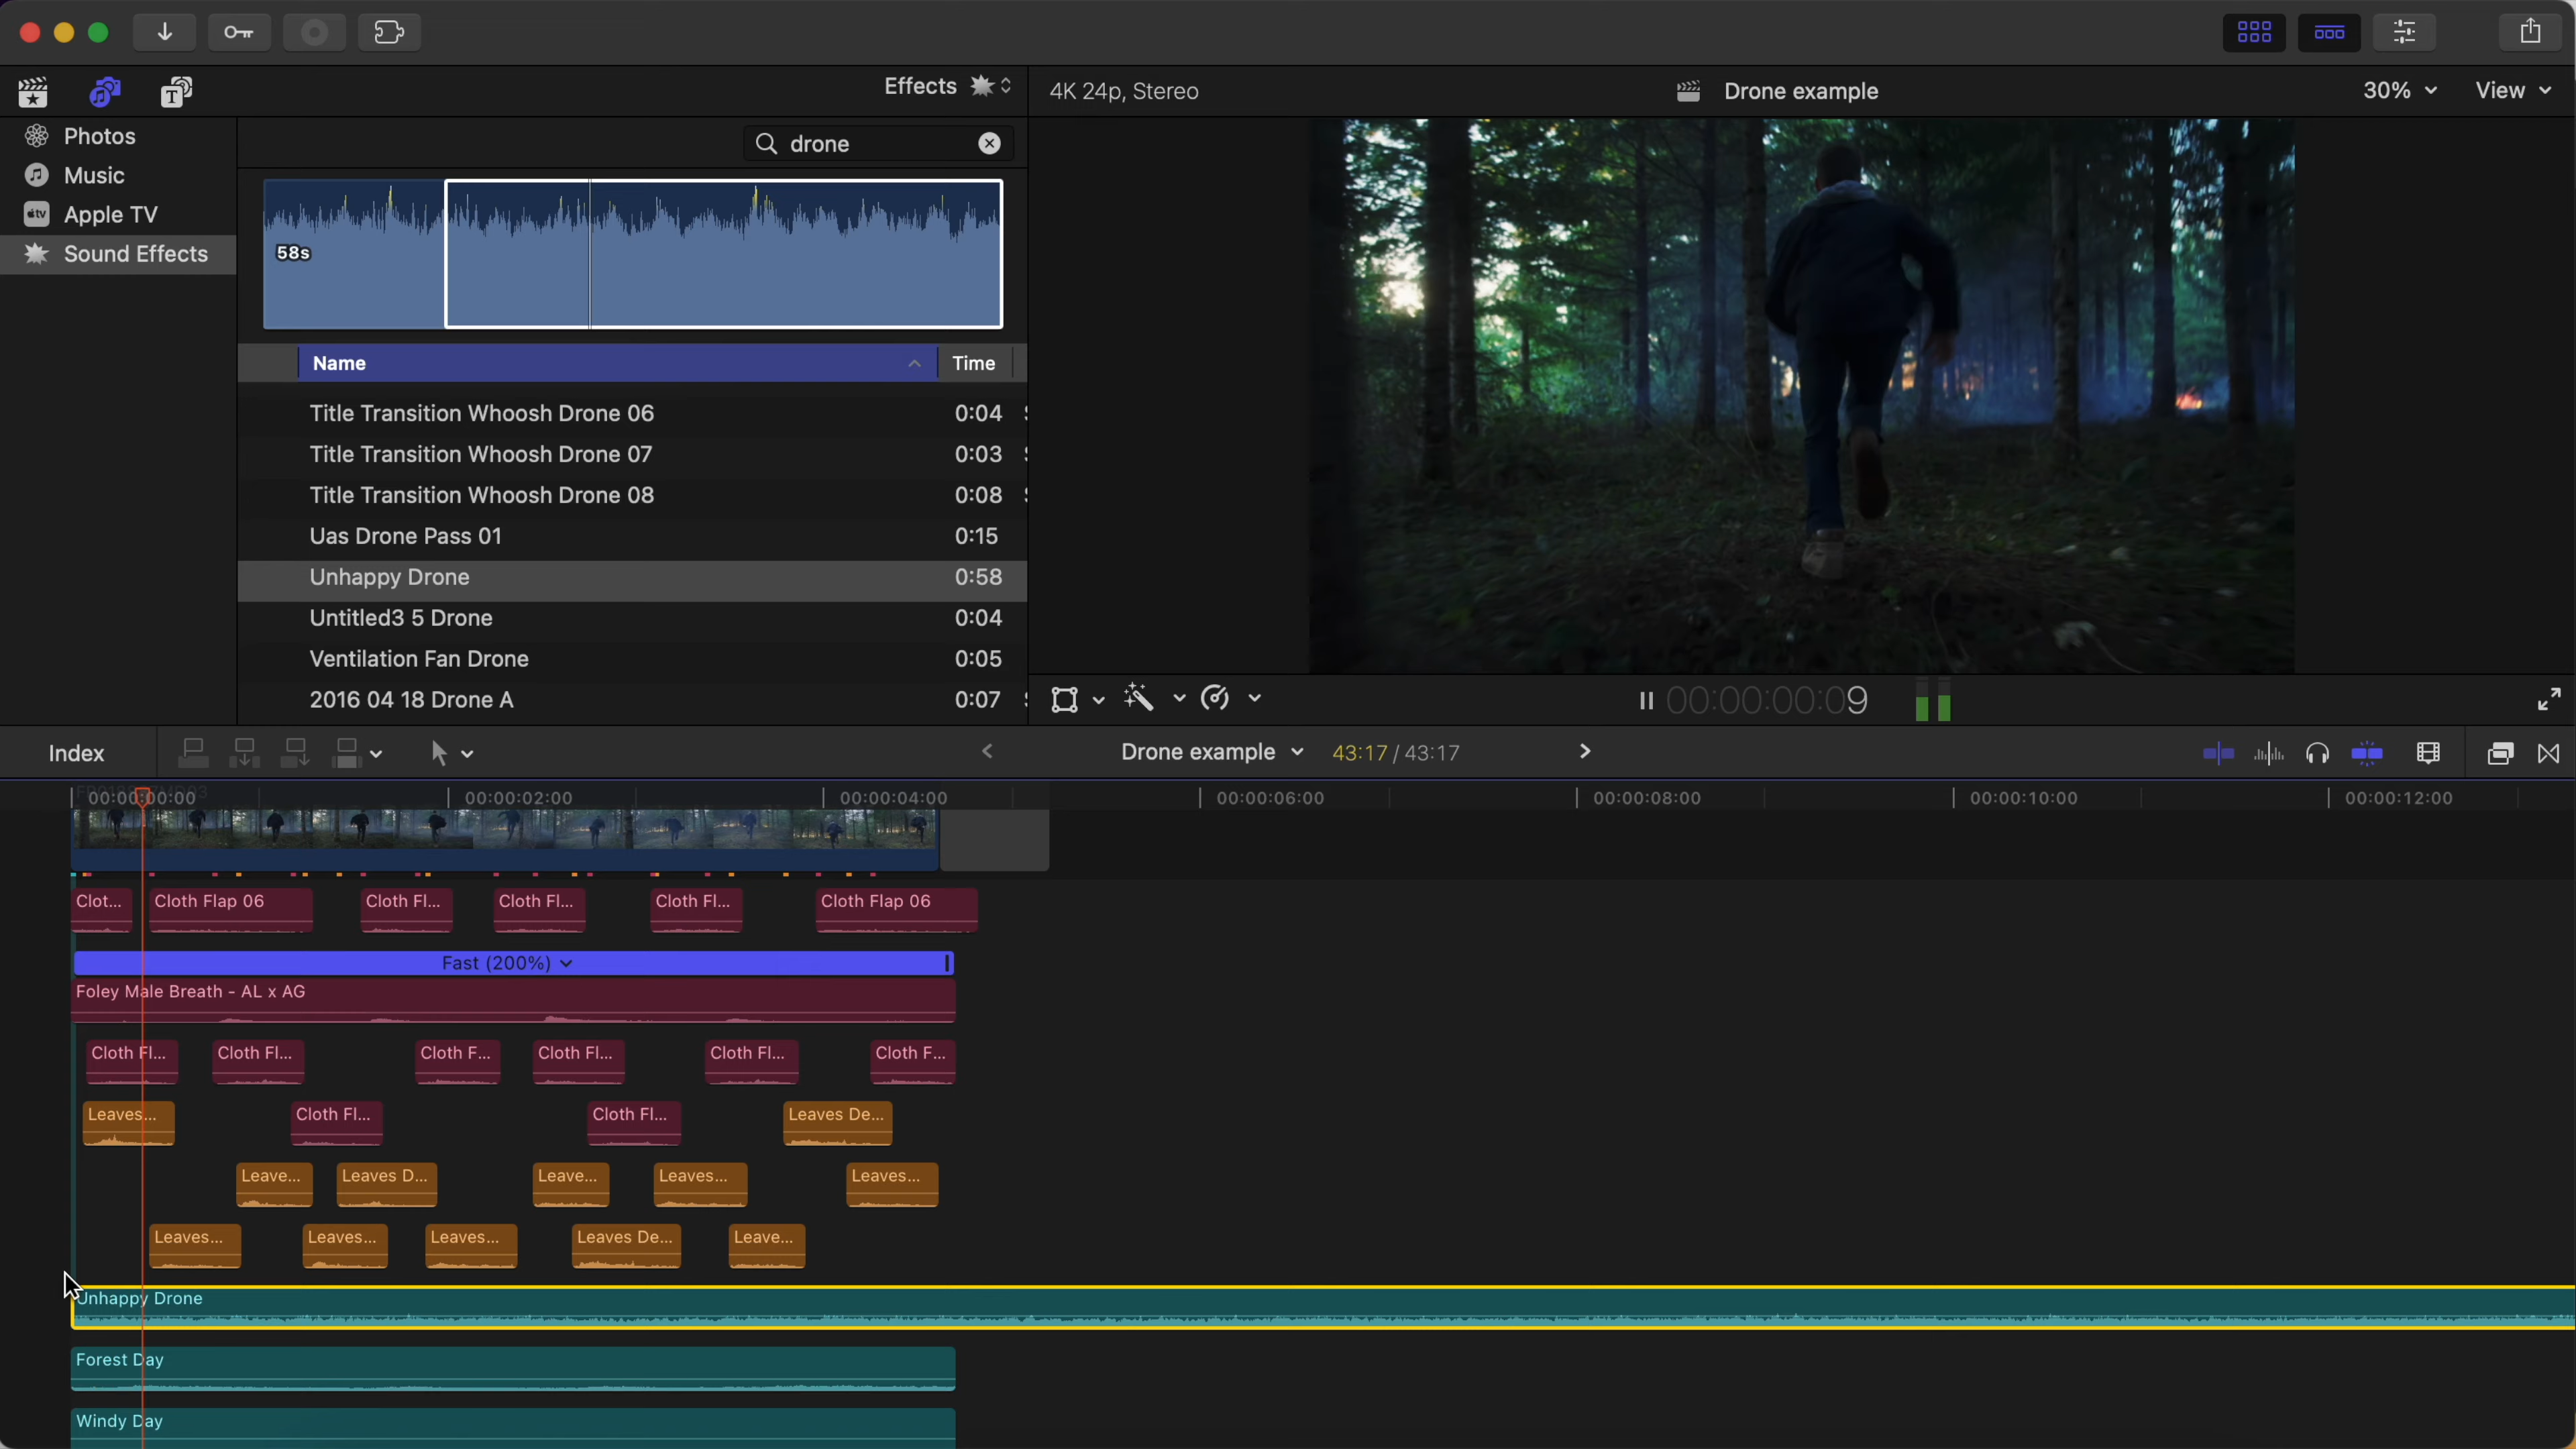 Effects
4K 24p, Stereo
Drone example
30%
View
Photos
Music
Apple TV
Sound Effects
drone
58s
Name
Time
Title Transition Whoosh Drone 06
0:04
Title Transition Whoosh Drone 07
0:03
Title Transition Whoosh Drone 08
0:08
Uas Drone Pass 01
0:15
Unhappy Drone
0:58
Untitled3 5 Drone
0:04
Ventilation Fan Drone
0:05
2016 04 18 Drone A
0:07
00:00:00:09
Index
Drone example
43:17 / 43:17
00:00:00:00
00:00:02:00
00:00:04:00
00:00:06:00
00:00:08:00
00:00:10:00
00:00:12:00
Clot...
Cloth Flap 06
Cloth Fl...
Cloth Fl...
Cloth Fl...
Cloth Flap 06
Fast (200%)
Foley Male Breath - AL x AG
Cloth Fl...
Cloth Fl...
Cloth F...
Cloth Fl...
Cloth Fl...
Cloth F...
Leaves...
Cloth Fl...
Cloth Fl...
Leaves De...
Leave...
Leaves D...
Leave...
Leaves...
Leaves...
Leaves...
Leaves...
Leaves...
Leaves De...
Leave...
Unhappy Drone
Forest Day
Windy Day